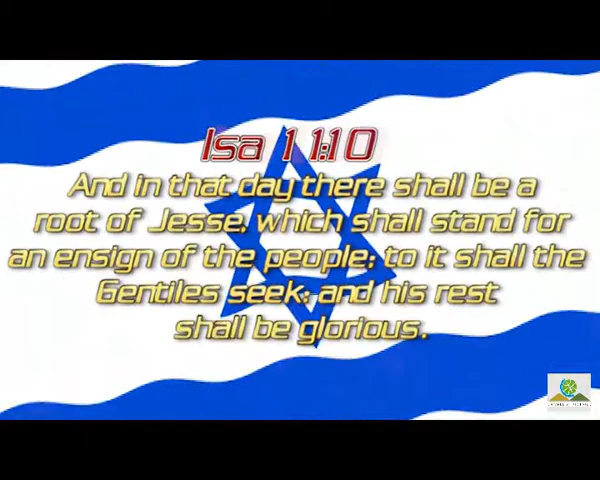 Isa 11:10
And in that day there shall be a
root of Jesse, which shall stand for
an ensign of the people; to it shall the
Gentiles seek: and his rest
shall be glorious.